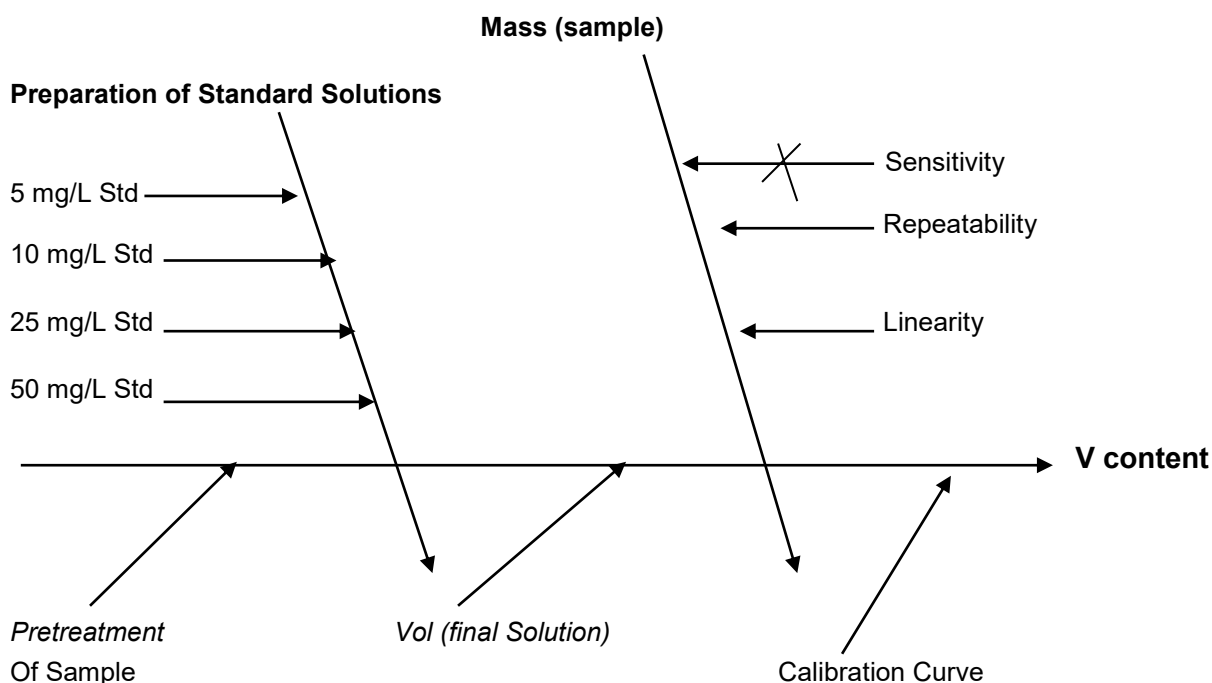 Mass (sample)
Preparation of Standard Solutions
Sensitivity
5 mg/L Std
Repeatability
10 mg/L Std
25 mg/L Std
Linearity
50 mg/L Std
V content
Pretreatment
Of Sample
Vol (final Solution)
Calibration Curve